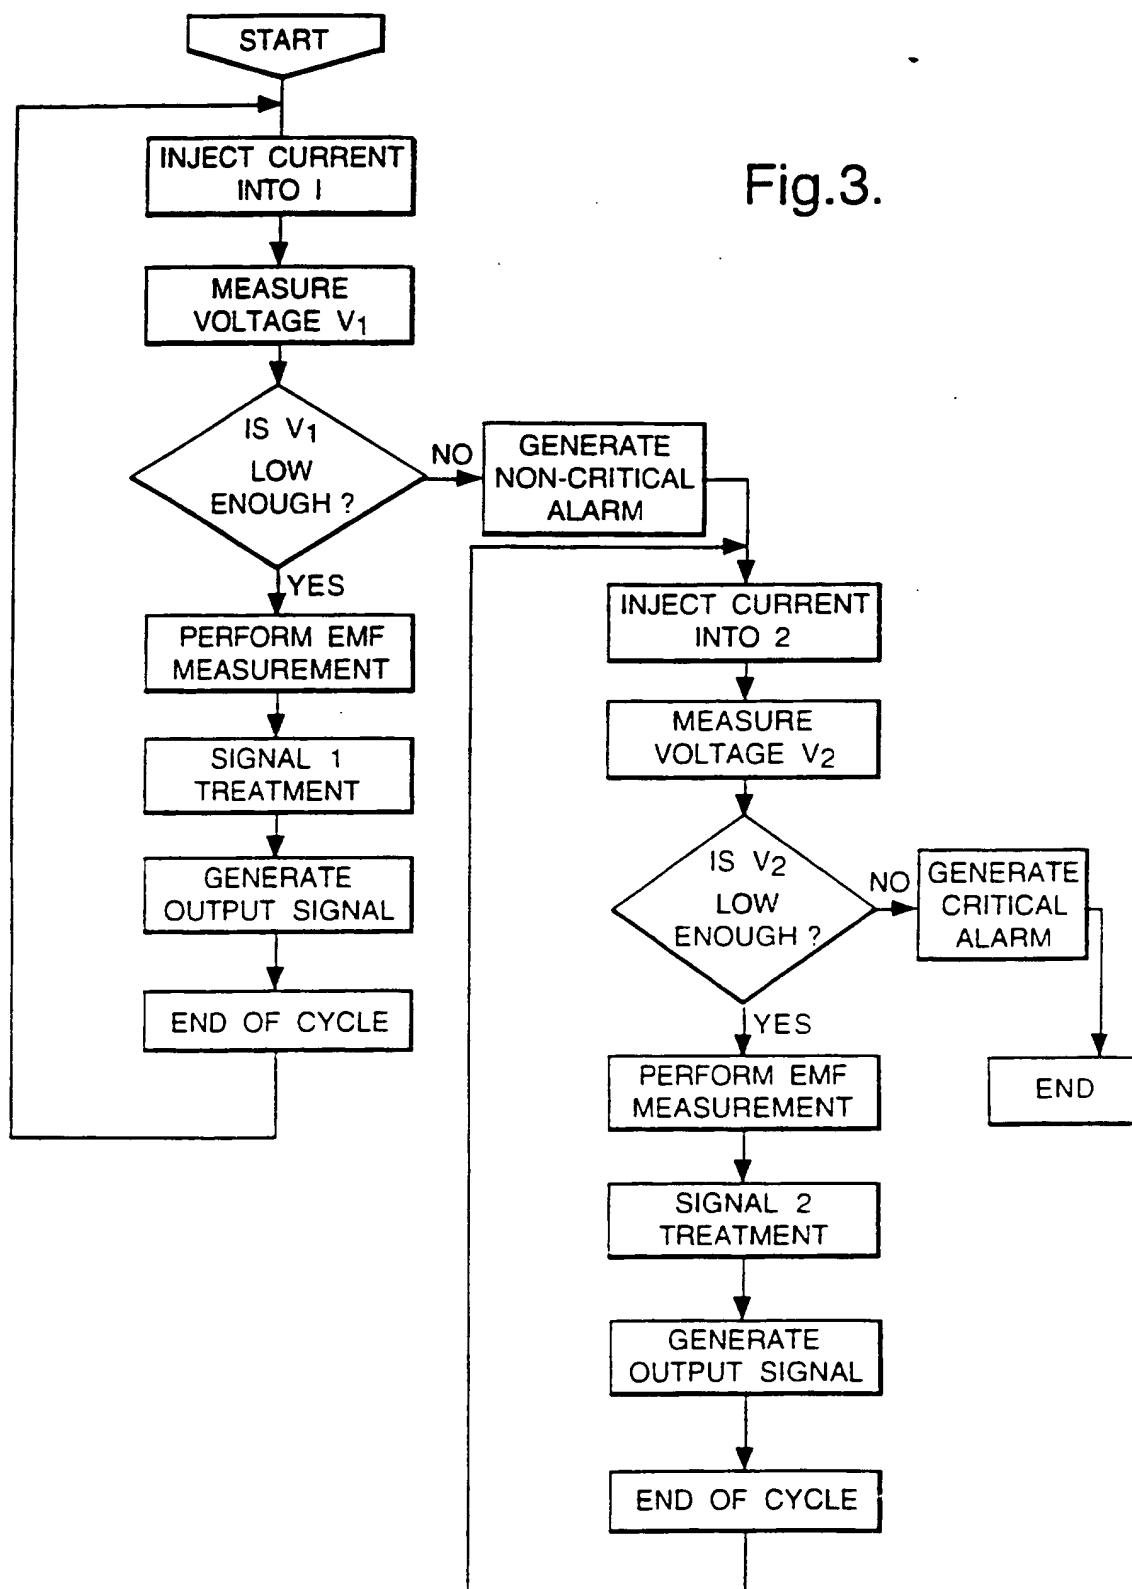 START
INJECT CURRENT
INTO 1
MEASURE
VOLTAGE V1
IS V1
LOW
ENOUGH ?
NO
GENERATE
NON-CRITICAL
ALARM
YES
PERFORM EMF
MEASUREMENT
SIGNAL 1
TREATMENT
GENERATE
OUTPUT SIGNAL
END OF CYCLE
Fig.3.
INJECT CURRENT
INTO 2
MEASURE
VOLTAGE V2
IS V2
LOW
ENOUGH ?
NO
GENERATE
CRITICAL
ALARM
END
YES
PERFORM EMF
MEASUREMENT
SIGNAL 2
TREATMENT
GENERATE
OUTPUT SIGNAL
END OF CYCLE